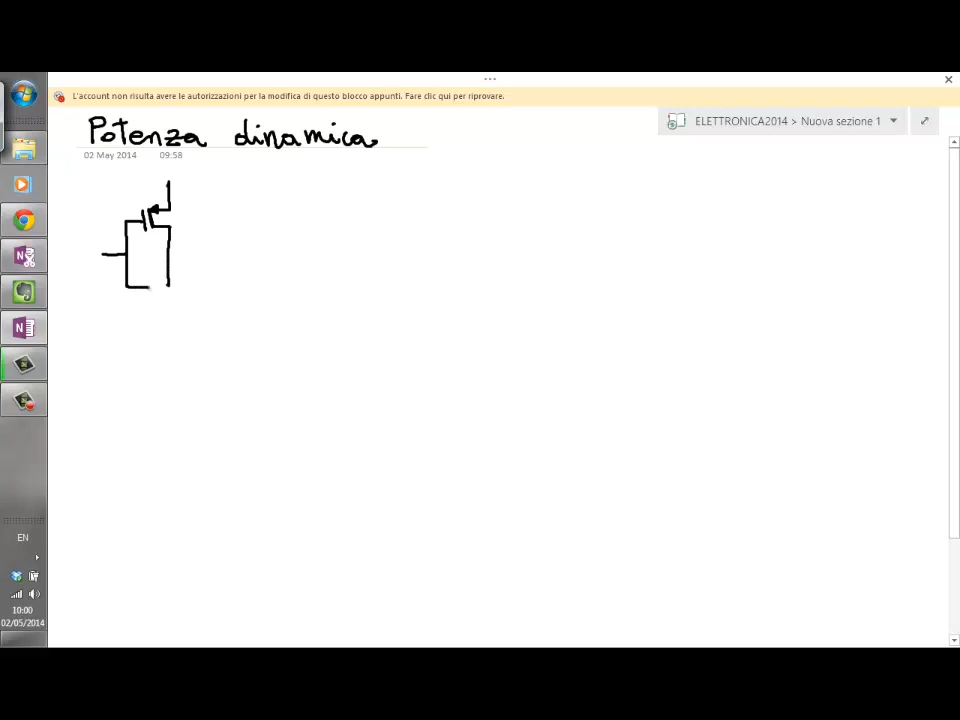 L'account non risulta avere le autorizzazioni per la modifica di questo blocco appunti. Fare clic qui per riprovare.
Potenza dinamica
ELETTRONICA2014 > Nuova sezione 1
02 May 2014 09:58
EN
10:00
02/05/2014